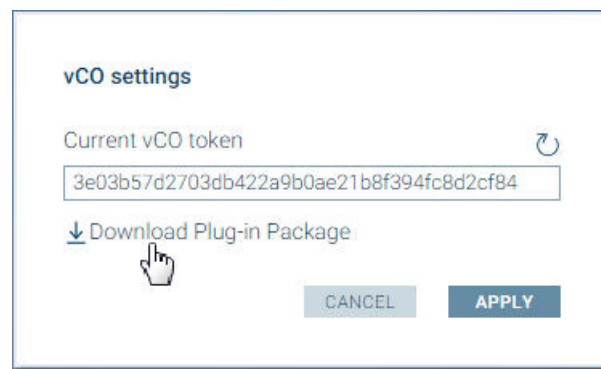 vCO settings
Current vCO token
3e03b57d2703db422a9b0ae21b8f394fc8d2cf84
Download Plug-in Package
CANCEL
APPLY